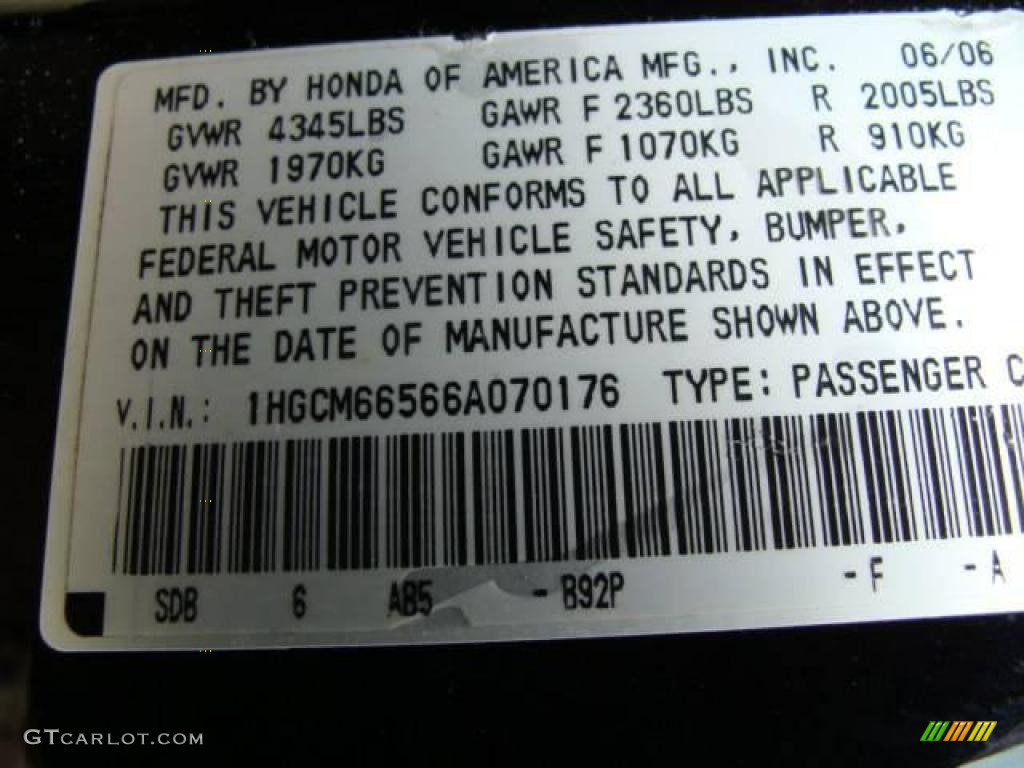 MFD. BY HONDA OF AMERICA MFG., INC. 06/06
GVWR 4345LBS GAWR F 2360LBS R 2005LBS
GVWR 1970KG GAWR F 1070KG R 910KG
THIS VEHICLE CONFORMS TO ALL APPLICABLE
FEDERAL MOTOR VEHICLE SAFETY, BUMPER,
AND THEFT PREVENTION STANDARDS IN EFFECT
ON THE DATE OF MANUFACTURE SHOWN ABOVE.
V.I.N.: 1HGCM66566A070176 TYPE: PASSENGER C
SDB 6 AB5 - B92P - F - A
GTCARLOT.COM